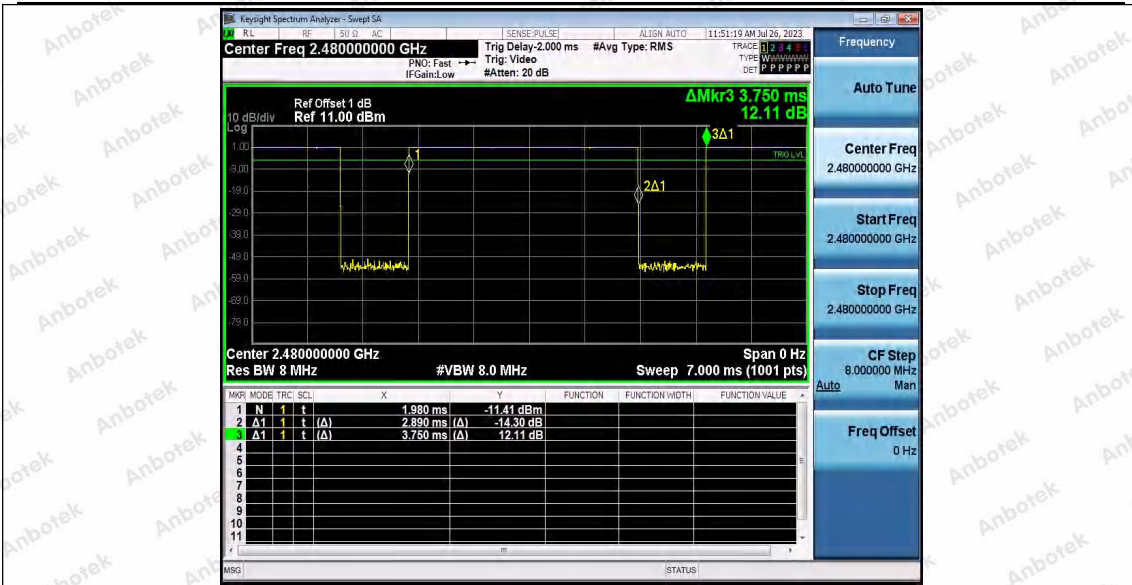 Keysight Spectrum Analyzer - Swept SA
RL RF 50 Ω AC SENSE:PULSE ALIGN AUTO 11:51:19 AM Jul 26, 2023
Center Freq 2.480000000 GHz
PNO: Fast
IFGain:Low
Trig Delay-2.000 ms
Trig: Video
#Atten: 20 dB
#Avg Type: RMS
TRACE 1 2 3 4 5 6
TYPE WWWWWW
DET P P P P P P
Frequency
Auto Tune
Center Freq
2.480000000 GHz
Start Freq
2.480000000 GHz
Stop Freq
2.480000000 GHz
CF Step
8.000000 MHz
Auto Man
Freq Offset
0 Hz
ΔMkr3 3.750 ms
12.11 dB
Ref Offset 1 dB
10 dB/div Ref 11.00 dBm
Log
1.00
-9.00
-19.0
-29.0
-39.0
-49.0
-59.0
-69.0
-79.0
1
2Δ1
3Δ1
TRIG LVL
Center 2.480000000 GHz Span 0 Hz
Res BW 8 MHz #VBW 8.0 MHz Sweep 7.000 ms (1001 pts)
MKR MODE TRC SCL X Y FUNCTION FUNCTION WIDTH FUNCTION VALUE
1 N 1 t 1.980 ms -11.41 dBm
2 Δ1 1 t (Δ) 2.890 ms (Δ) -14.30 dB
3 Δ1 1 t (Δ) 3.750 ms (Δ) 12.11 dB
4
5
6
7
8
9
10
11
MSG STATUS
Anbotek